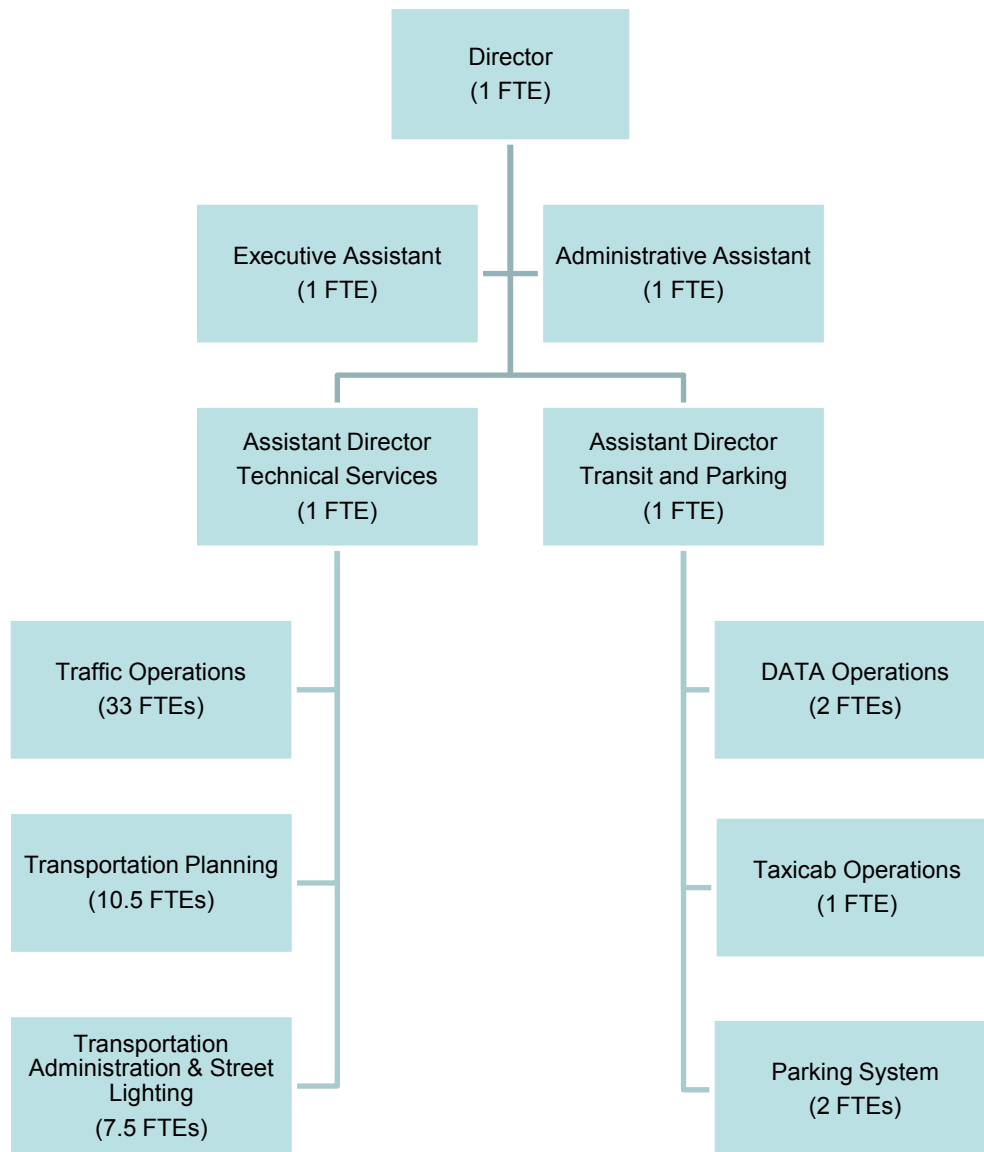 Director
(1 FTE)
Executive Assistant
(1 FTE)
Administrative Assistant
(1 FTE)
Assistant Director
Technical Services
(1 FTE)
Assistant Director
Transit and Parking
(1 FTE)
Traffic Operations
(33 FTEs)
DATA Operations
(2 FTEs)
Transportation Planning
(10.5 FTEs)
Taxicab Operations
(1 FTE)
Transportation
Administration & Street
Lighting
(7.5 FTEs)
Parking System
(2 FTEs)